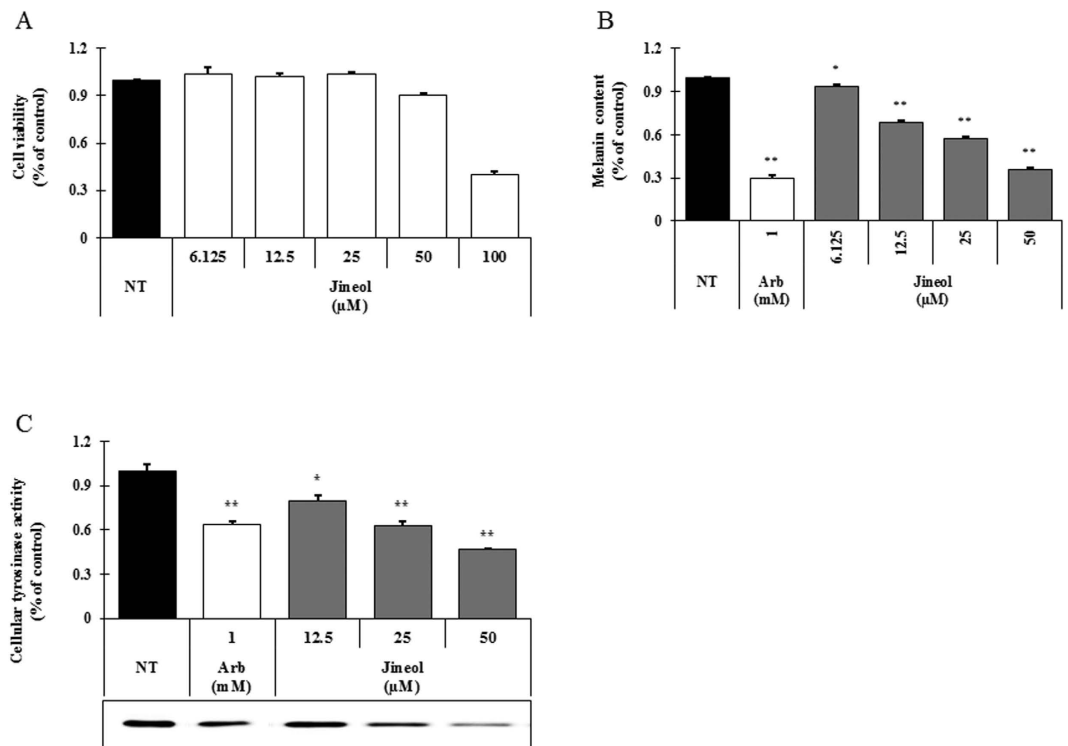 A
Cell viability
(% of control)
1.2
0.9
0.6
0.3
0
NT
6.125 12.5 25 50 100
Jineol
(µM)
B
Melanin content
(% of control)
1.2
0.9
0.6
0.3
0
**
*
**
**
**
NT
1
Arb
(mM)
6.125 12.5 25 50
Jineol
(µM)
C
Cellular tyrosinase activity
(% of control)
1.2
0.9
0.6
0.3
0
**
*
**
**
NT
1
Arb
(mM)
12.5 25 50
Jineol
(µM)